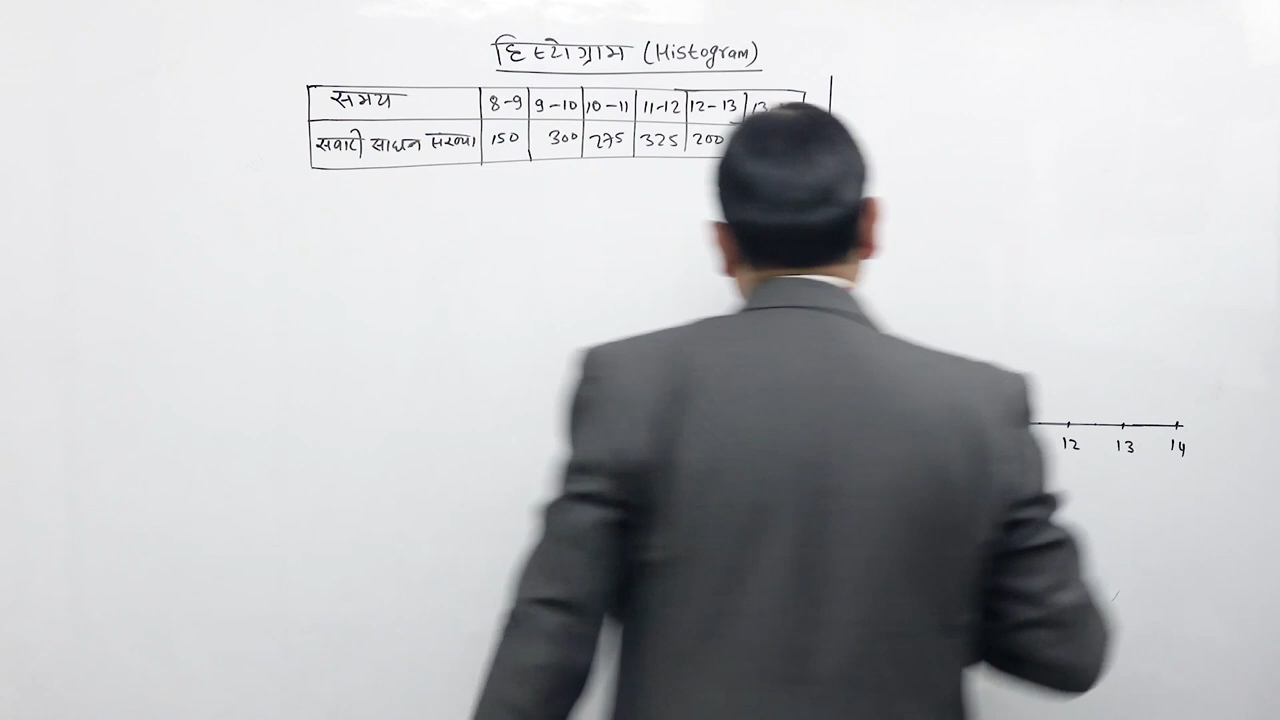 हिस्टोग्राम (Histogram)
समय 8-9 9-10 10-11 11-12 12-13
सवारी साधन सख्या 150 300 275 325 200
12 13 14